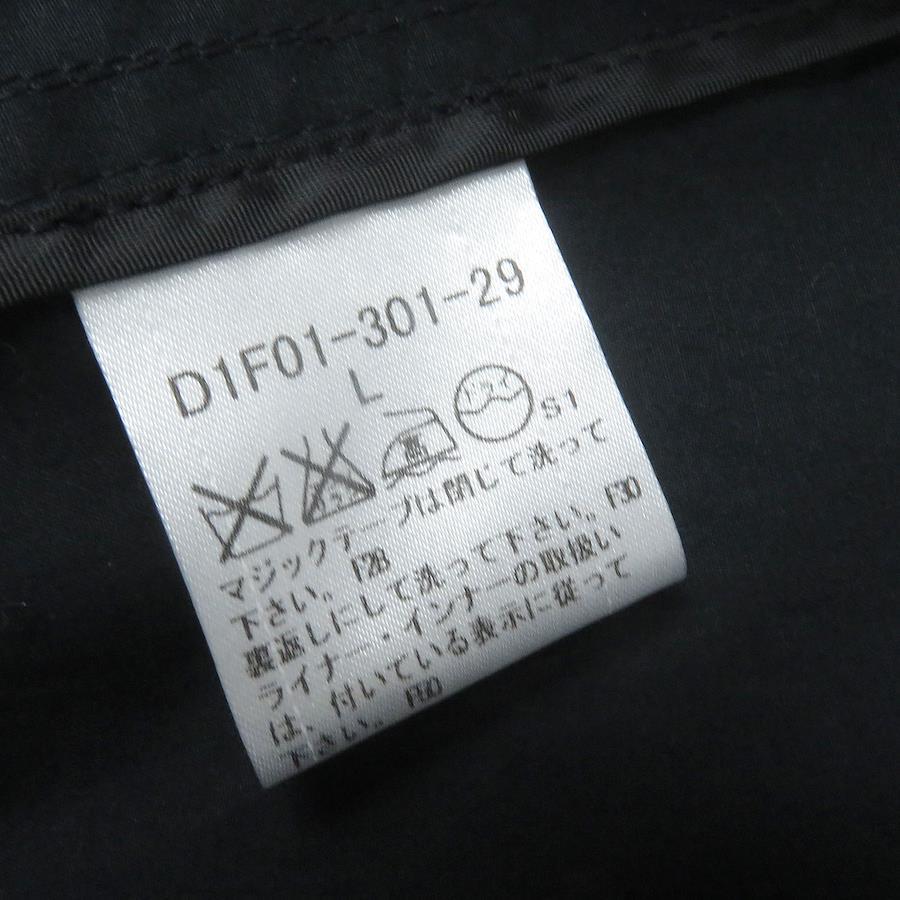 D1F01-301-29
L
高
ドライ
S1
マジックテープは閉じて洗って
下さい。 F28
裏返しにして洗って下さい。 F30
ライナー・インナーの取扱い
は、付いている表示に従って
下さい。 F80